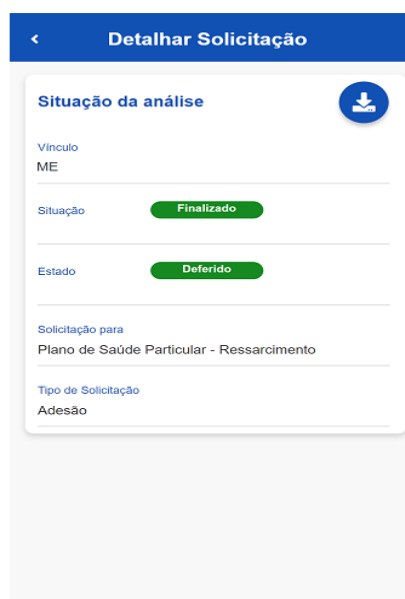 Detalhar Solicitação
Situação da análise
Vínculo
ME
Situação Finalizado
Estado Deferido
Solicitação para
Plano de Saúde Particular - Ressarcimento
Tipo de Solicitação
Adesão